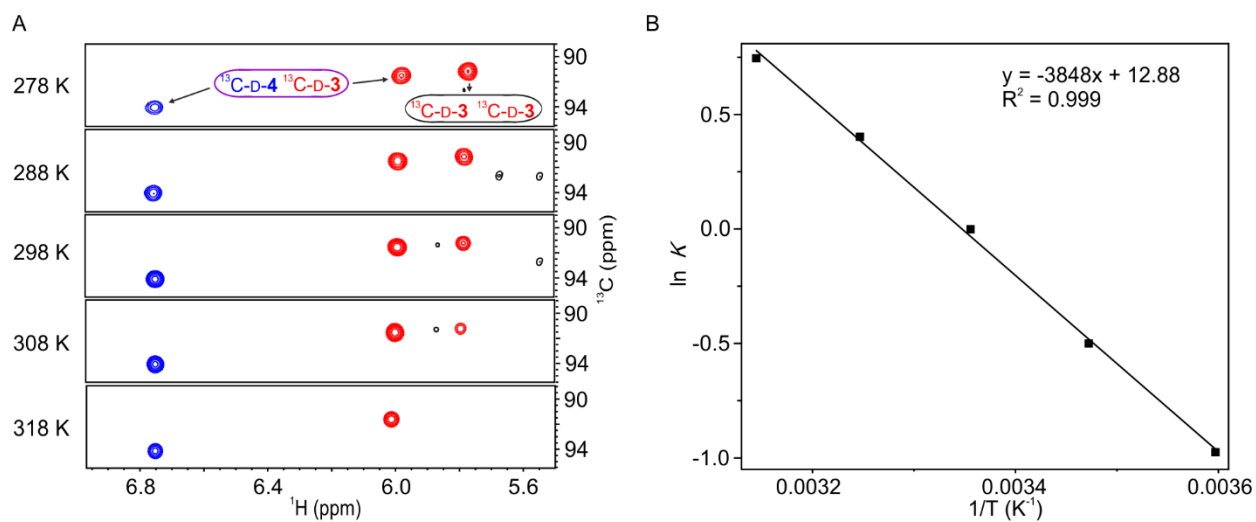 A
278 K
¹³C-D-4 ¹³C-D-3
¹³C-D-3 ¹³C-D-3
90
94
288 K
90
94
298 K
90
94
308 K
90
94
318 K
90
94
¹³C (ppm)
6.8 6.4 6.0 5.6
¹H (ppm)
B
y = -3848x + 12.88
R² = 0.999
0.5
0.0
-0.5
-1.0
ln K
0.0032 0.0034 0.0036
1/T (K⁻¹)